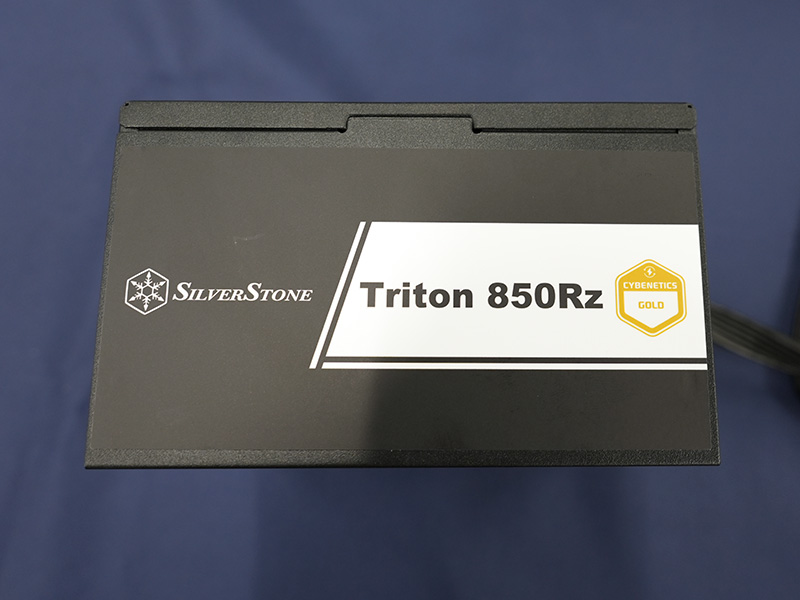 SILVERSTONE
Triton 850Rz
CYBENETICS
GOLD